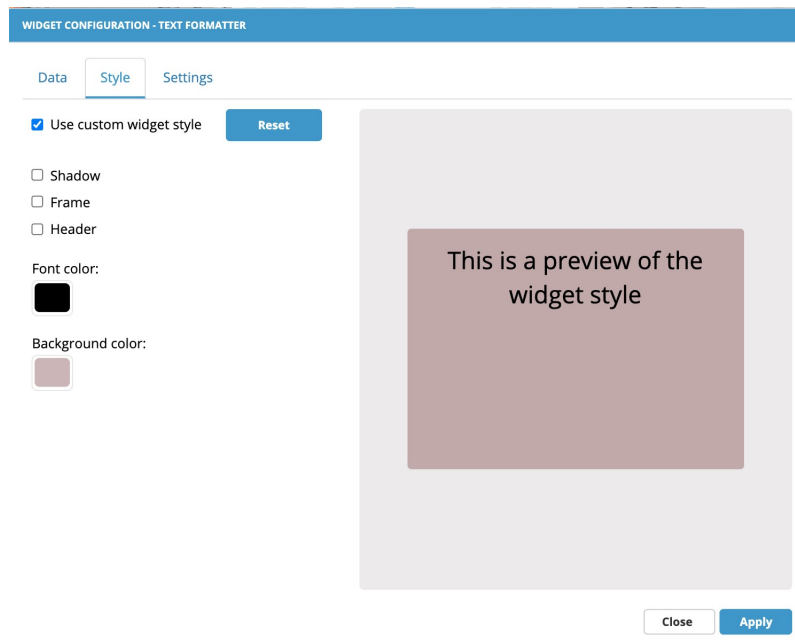 WIDGET CONFIGURATION - TEXT FORMATTER
Data Style Settings
Use custom widget style Reset
Shadow
Frame
Header
Font color:
Background color:
This is a preview of the
widget style
Close Apply